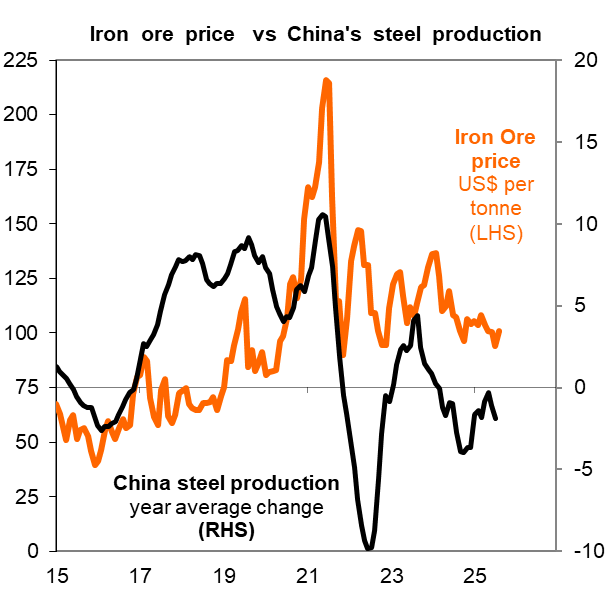 Iron ore price vs China's steel production
225
200
175
150
125
100
75
50
25
0
20
15
10
5
0
-5
-10
Iron Ore
price
US$ per
tonne
(LHS)
China steel production
year average change
(RHS)
15 17 19 21 23 25